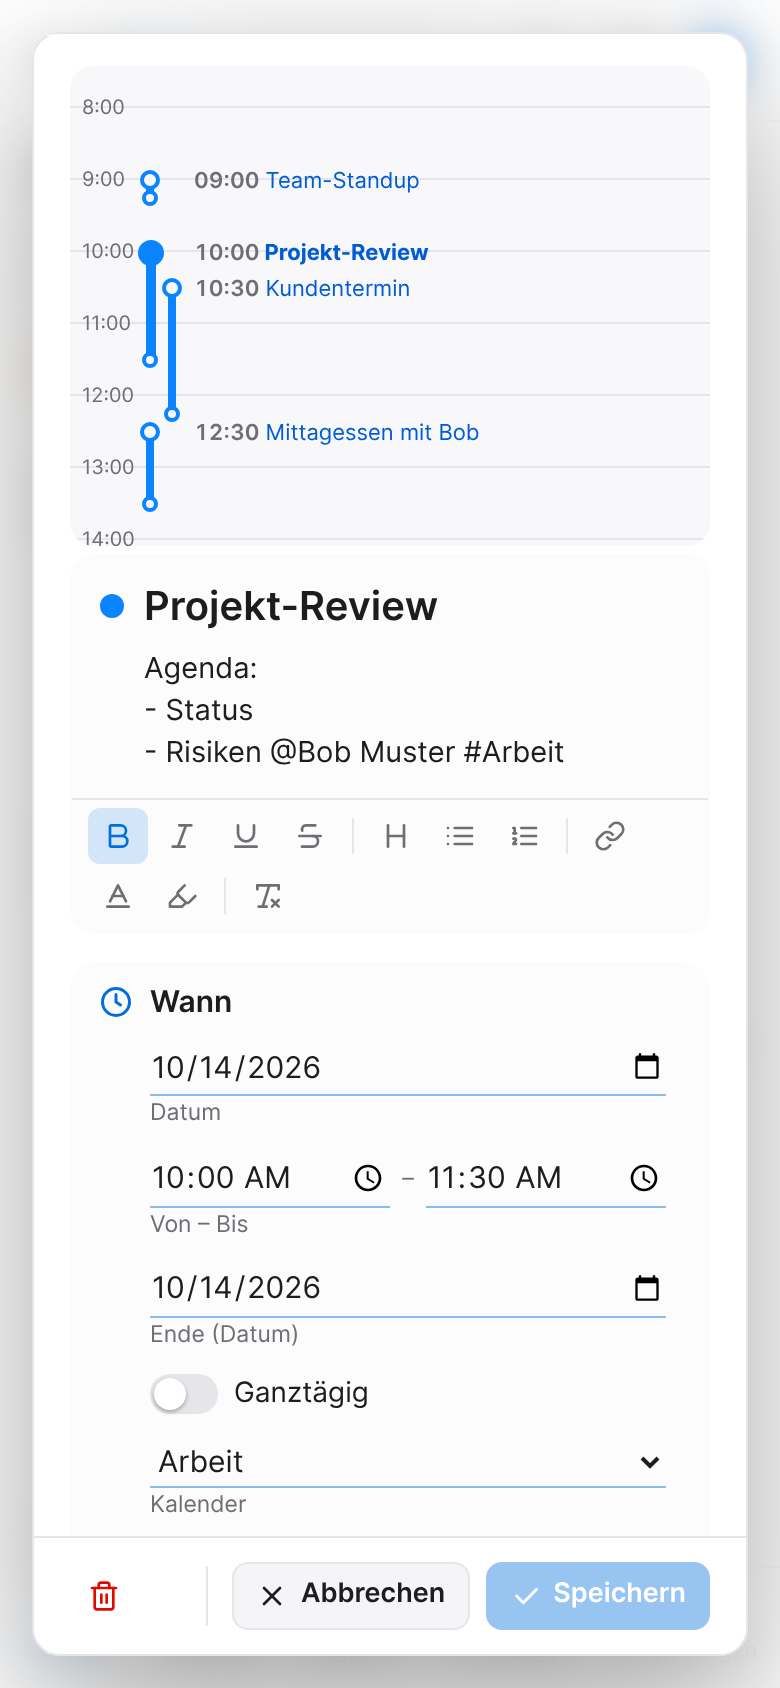 8:00
9:00 09:00 Team-Standup
10:00 10:00 Projekt-Review
10:30 Kundentermin
11:00
12:00
12:30 Mittagessen mit Bob
13:00
14:00
Projekt-Review
Agenda:
- Status
- Risiken @Bob Muster #Arbeit
B I U S H
A
Wann
10/14/2026
Datum
10:00 AM – 11:30 AM
Von – Bis
10/14/2026
Ende (Datum)
Ganztägig
Arbeit
Kalender
Abbrechen Speichern